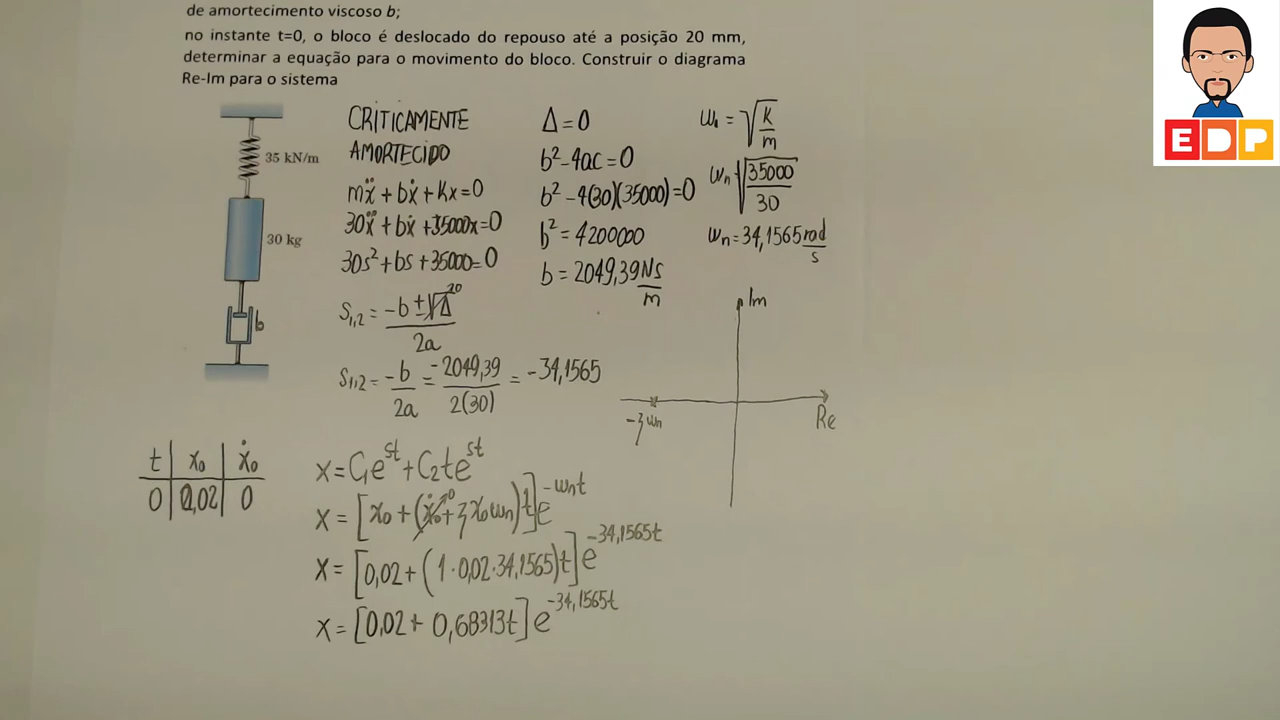 de amortecimento viscoso b;
no instante t=0, o bloco é deslocado do repouso até a posição 20 mm,
determinar a equação para o movimento do bloco. Construir o diagrama
Re-Im para o sistema
35 kN/m
30 kg
b
CRITICAMENTE
AMORTECIDO
mẍ + bẋ + kx = 0
30ẍ + bẋ + 35000x = 0
30s² + bs + 35000 = 0
S₁,₂ = (-b ± √Δ)/2a
0
S₁,₂ = -b/2a = -2049,39/2(30) = -34,1565
Δ = 0
b² - 4ac = 0
b² - 4(30)(35000) = 0
b² = 4200000
b = 2049,39 Ns/m
ωn = √(k/m)
ωn √(35000/30)
ωn = 34,1565 rad/s
Im
Re
-ζωn
t | x₀ | ẋ₀
0 | 0,02 | 0
x = C₁e^st + C₂te^st
x = [x₀ + (ẋ₀ + ζx₀ωn)t]e^-ωnt
0
x = [0,02 + (1·0,02·34,1565)t]e^-34,1565t
x = [0,02 + 0,68313t]e^-34,1565t
EDP